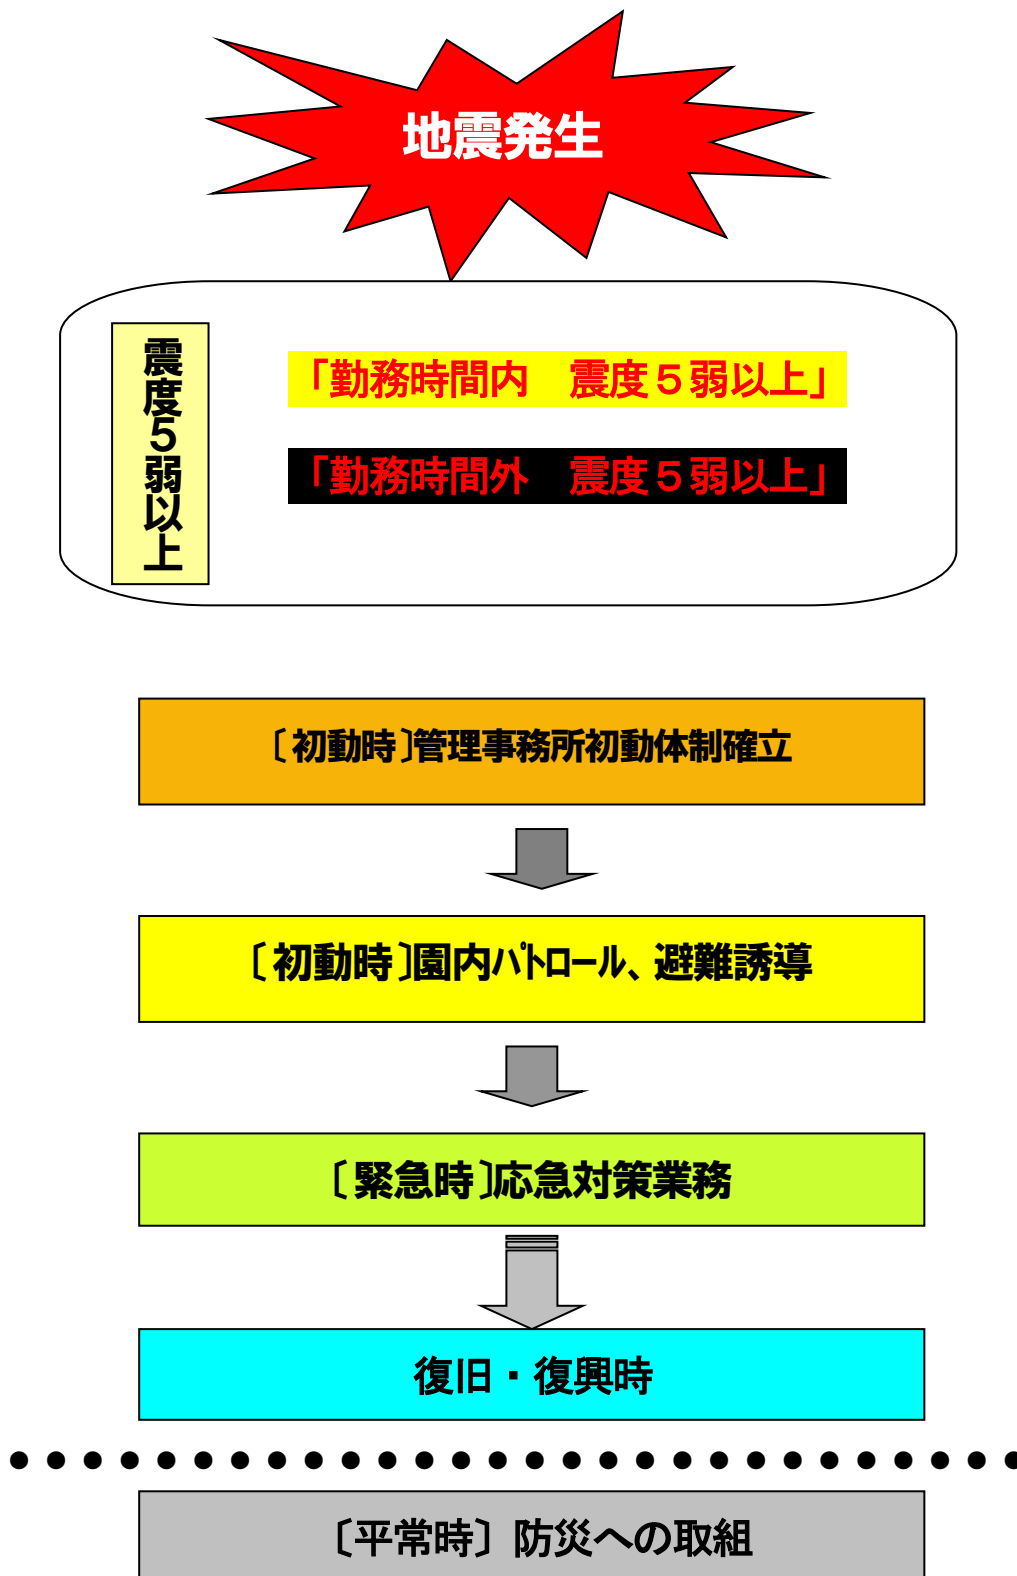 地震発生
震度５弱以上
「勤務時間内　震度５弱以上」
「勤務時間外　震度５弱以上」
〔初動時〕管理事務所初動体制確立
〔初動時〕園内ﾊﾟﾄﾛｰﾙ、避難誘導
〔緊急時〕応急対策業務
復旧・復興時
〔平常時〕防災への取組